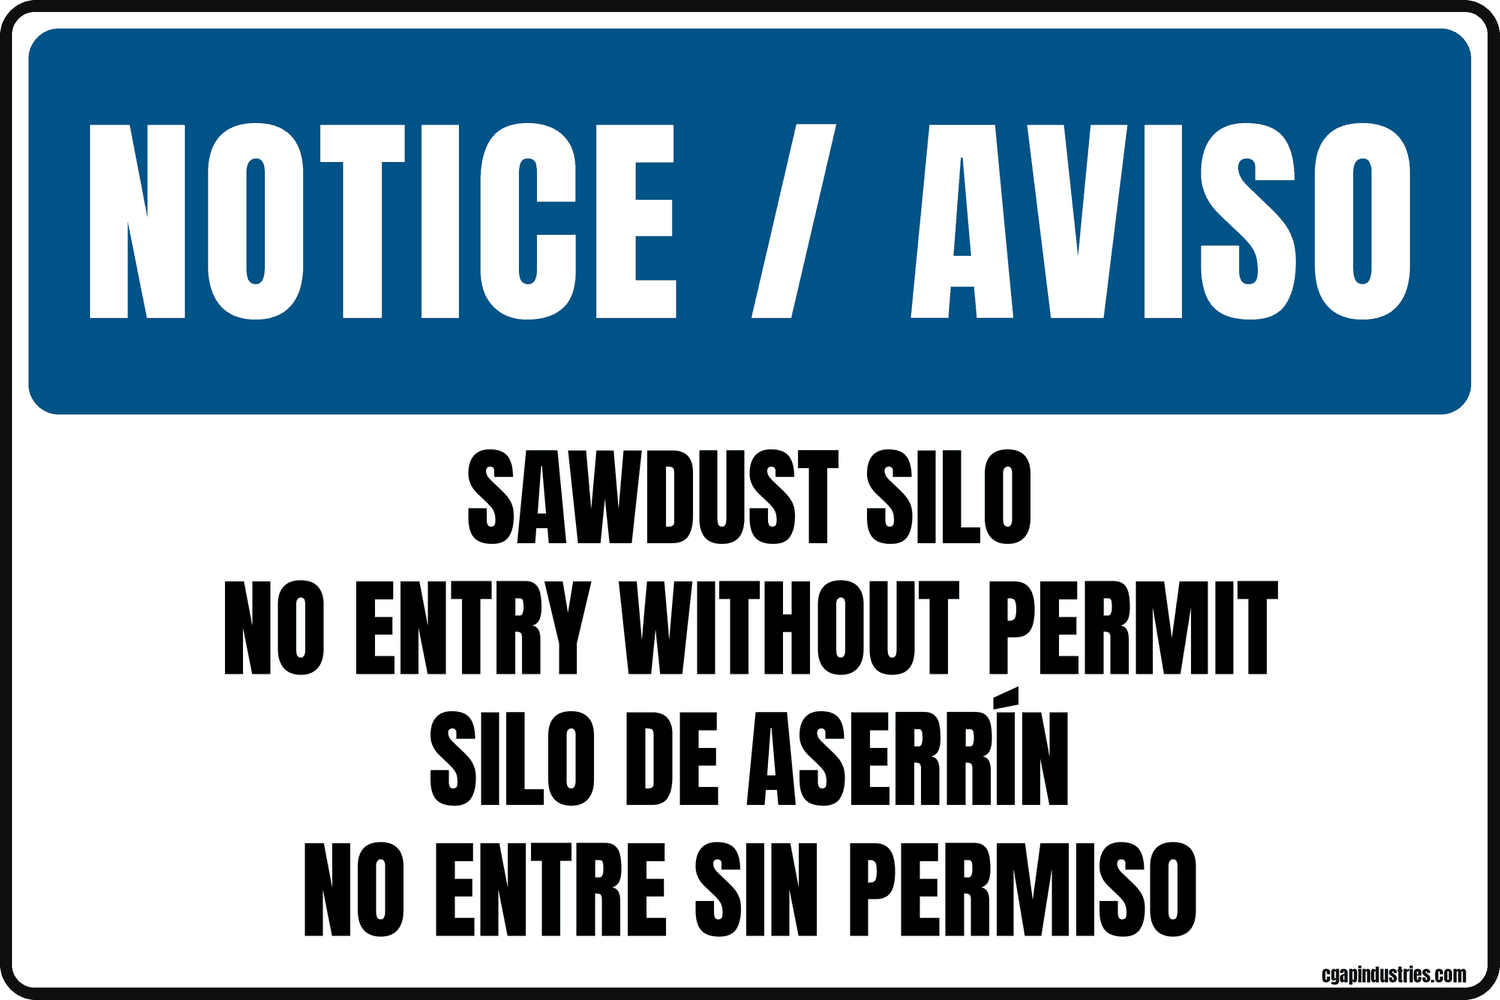 NOTICE / AVISO
SAWDUST SILO
NO ENTRY WITHOUT PERMIT
SILO DE ASERRÍN
NO ENTRE SIN PERMISO
cgapindustries.com